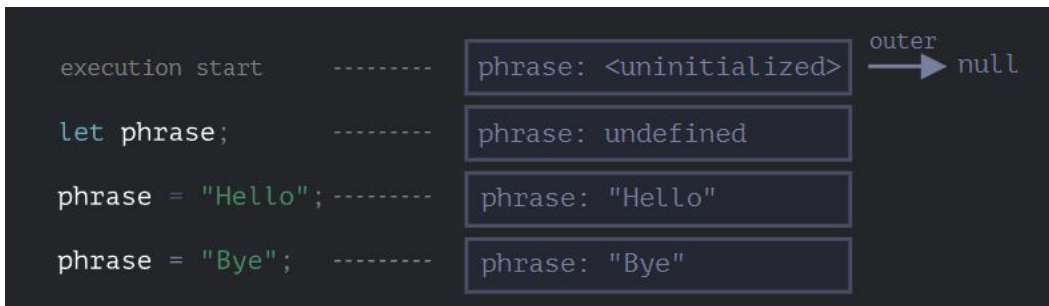 execution start --------- phrase: <uninitialized> outer null
let phrase; --------- phrase: undefined
phrase = "Hello"; --------- phrase: "Hello"
phrase = "Bye"; --------- phrase: "Bye"